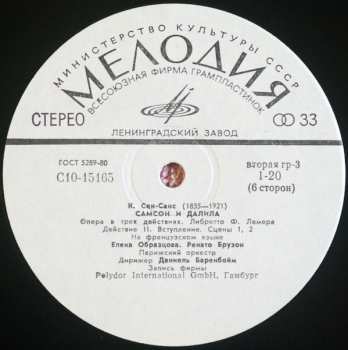 МИНИСТЕРСТВО КУЛЬТУРЫ СССР
МЕЛОДИЯ
ВСЕСОЮЗНАЯ ФИРМА ГРАМПЛАСТИНОК
СТЕРЕО
33
ЛЕНИНГРАДСКИЙ ЗАВОД
ГОСТ 5289-80
С10-15165
вторая гр-3
1-20
(6 сторон)
К. Сен-Санс (1835—1921)
САМСОН И ДАЛИЛА
Опера в трех действиях. Либретто Ф. Лемера
Действие II. Вступление. Сцены 1, 2
На французском языке
Елена Образцова, Ренато Брузон
Парижский оркестр
Дирижер Даниель Баренбойм
Запись фирмы
Polydor International GmbH, Гамбург